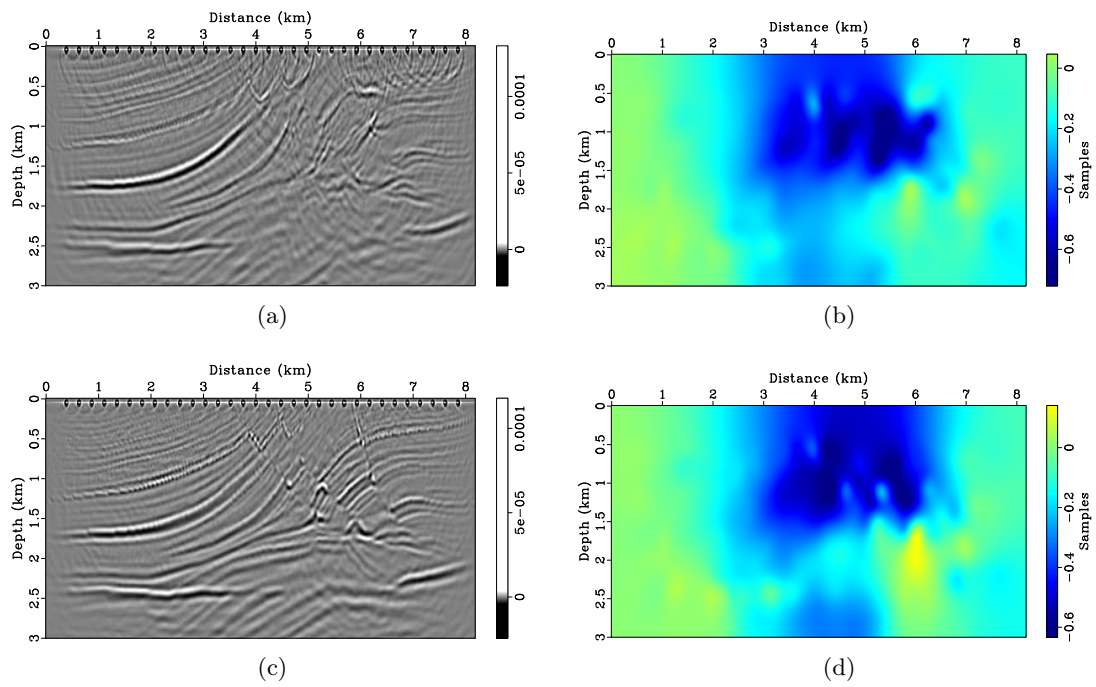 Distance (km)
0 1 2 3 4 5 6 7 8
Depth (km)
0 0.5 1 1.5 2 2.5 3
0 5e−05 0.0001
(a)
Distance (km)
0 1 2 3 4 5 6 7 8
Depth (km)
0 0.5 1 1.5 2 2.5 3
0 −0.2 −0.4 −0.6
Samples
(b)
Distance (km)
0 1 2 3 4 5 6 7 8
Depth (km)
0 0.5 1 1.5 2 2.5 3
0 5e−05 0.0001
(c)
Distance (km)
0 1 2 3 4 5 6 7 8
Depth (km)
0 0.5 1 1.5 2 2.5 3
0 −0.2 −0.4 −0.6
Samples
(d)